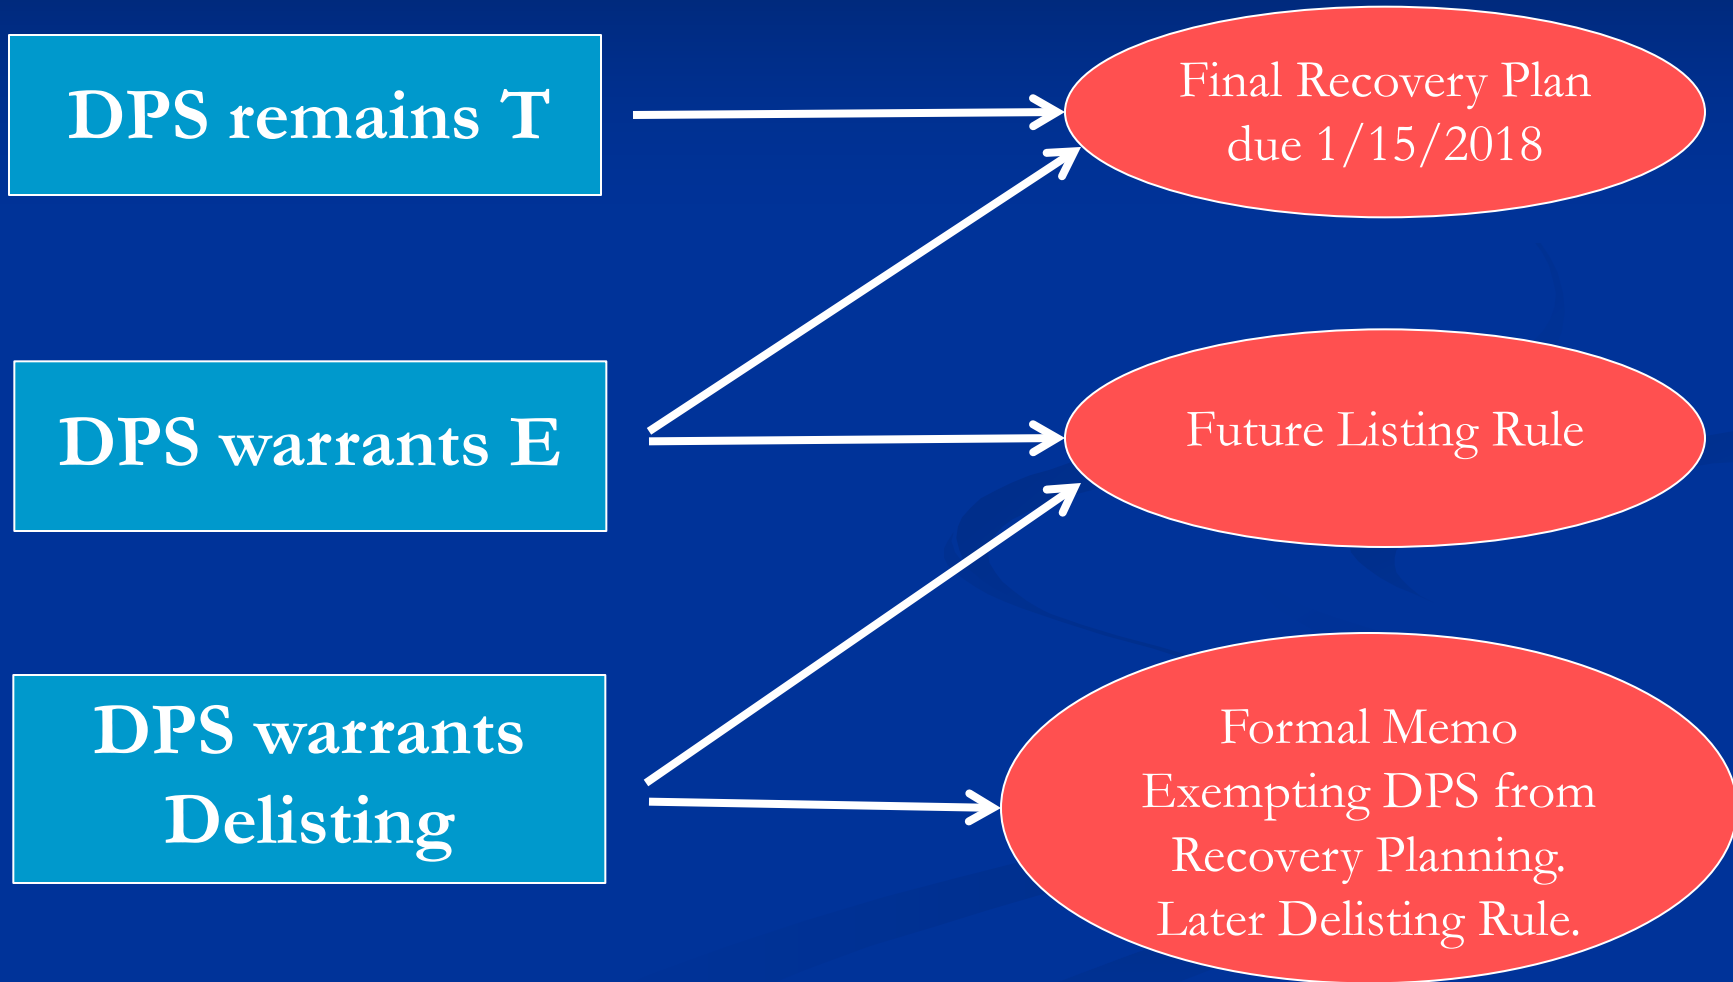 DPS remains T
Final Recovery Plan
due 1/15/2018
DPS warrants E
Future Listing Rule
DPS warrants
Delisting
Formal Memo
Exempting DPS from
Recovery Planning.
Later Delisting Rule.